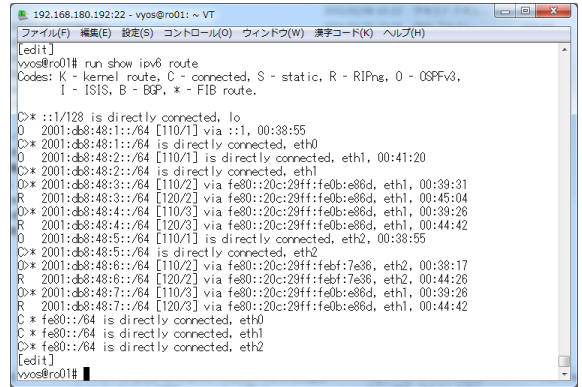 192.168.180.192:22 - vyos@ro01: ~ VT
ファイル(F) 編集(E) 設定(S) コントロール(O) ウィンドウ(W) 漢字コード(K) ヘルプ(H)
[edit]
vyos@ro01# run show ipv6 route
Codes: K - kernel route, C - connected, S - static, R - RIPng, O - OSPFv3,
       I - ISIS, B - BGP, * - FIB route.
C>* ::1/128 is directly connected, lo
O   2001:db8:48:1::/64 [110/1] via ::1, 00:38:55
C>* 2001:db8:48:1::/64 is directly connected, eth0
O   2001:db8:48:2::/64 [110/1] is directly connected, eth1, 00:41:20
C>* 2001:db8:48:2::/64 is directly connected, eth1
O>* 2001:db8:48:3::/64 [110/2] via fe80::20c:29ff:fe0b:e86d, eth1, 00:39:31
R   2001:db8:48:3::/64 [120/2] via fe80::20c:29ff:fe0b:e86d, eth1, 00:45:04
O>* 2001:db8:48:4::/64 [110/3] via fe80::20c:29ff:fe0b:e86d, eth1, 00:39:26
R   2001:db8:48:4::/64 [120/3] via fe80::20c:29ff:fe0b:e86d, eth1, 00:44:42
O   2001:db8:48:5::/64 [110/1] is directly connected, eth2, 00:38:55
C>* 2001:db8:48:5::/64 is directly connected, eth2
O>* 2001:db8:48:6::/64 [110/2] via fe80::20c:29ff:febf:7e36, eth2, 00:38:17
R   2001:db8:48:6::/64 [120/2] via fe80::20c:29ff:febf:7e36, eth2, 00:44:26
O>* 2001:db8:48:7::/64 [110/3] via fe80::20c:29ff:fe0b:e86d, eth1, 00:39:26
R   2001:db8:48:7::/64 [120/3] via fe80::20c:29ff:fe0b:e86d, eth1, 00:44:42
C * fe80::/64 is directly connected, eth0
C * fe80::/64 is directly connected, eth1
C>* fe80::/64 is directly connected, eth2
[edit]
vyos@ro01#